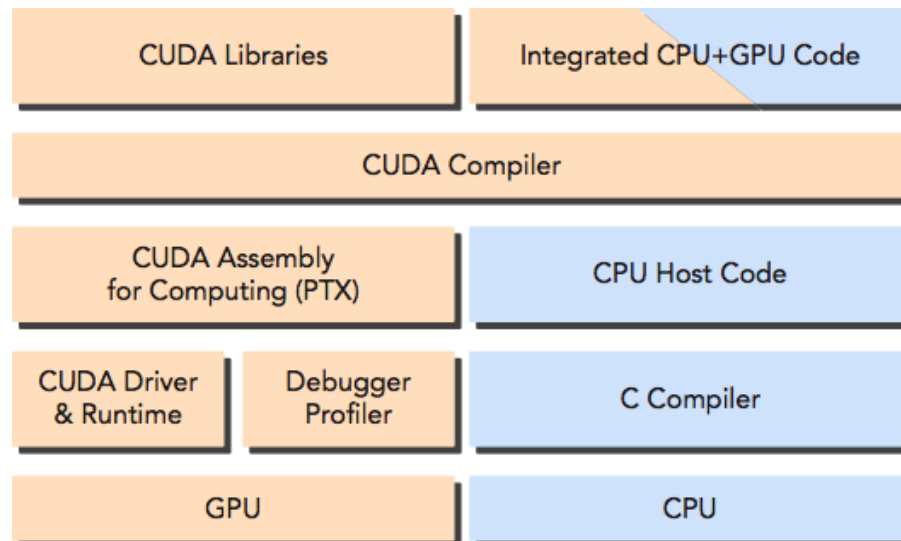 CUDA Libraries
Integrated CPU+GPU Code
CUDA Compiler
CUDA Assembly
for Computing (PTX)
CPU Host Code
CUDA Driver
& Runtime
Debugger
Profiler
C Compiler
GPU
CPU